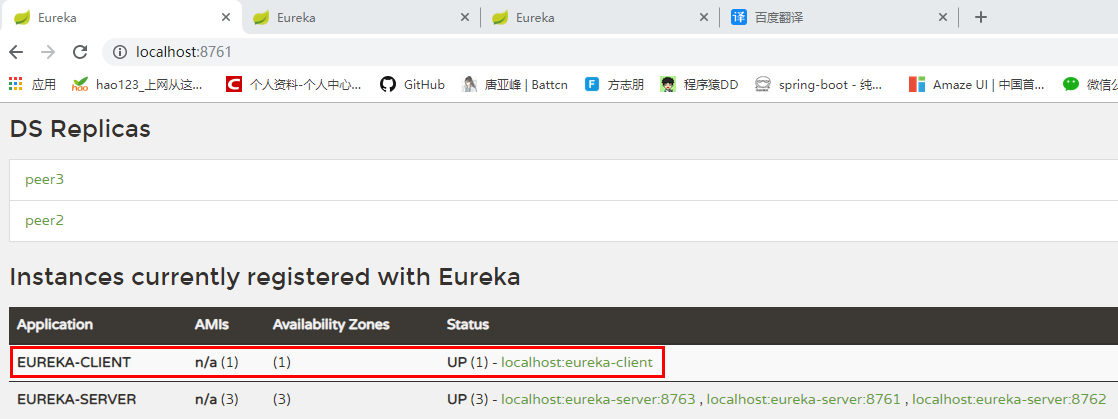 Eureka Eureka Eureka 百度翻译
localhost:8761
应用 hao123_上网从这... 个人资料-个人中心... GitHub 唐亚峰 | Battcn 方志朋 程序猿DD spring-boot - 纯... Amaze UI | 中国首... 微信公
DS Replicas
peer3
peer2
Instances currently registered with Eureka
Application AMIs Availability Zones Status
EUREKA-CLIENT n/a (1) (1) UP (1) - localhost:eureka-client
EUREKA-SERVER n/a (3) (3) UP (3) - localhost:eureka-server:8763 , localhost:eureka-server:8761 , localhost:eureka-server:8762